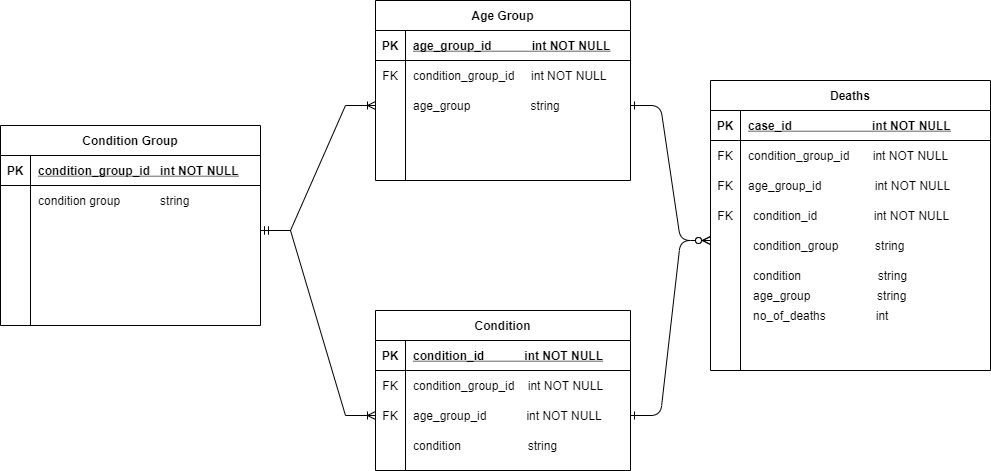 Age Group
PK age_group_id int NOT NULL
FK condition_group_id int NOT NULL
age_group string
Condition Group
PK condition_group_id int NOT NULL
condition group string
Deaths
PK case_id int NOT NULL
FK condition_group_id int NOT NULL
FK age_group_id int NOT NULL
FK condition_id int NOT NULL
condition_group string
condition string
age_group string
no_of_deaths int
Condition
PK condition_id int NOT NULL
FK condition_group_id int NOT NULL
FK age_group_id int NOT NULL
condition string